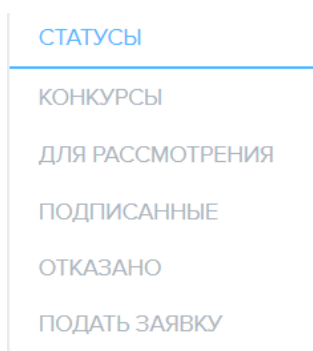 СТАТУСЫ
КОНКУРСЫ
ДЛЯ РАССМОТРЕНИЯ
ПОДПИСАННЫЕ
ОТКАЗАНО
ПОДАТЬ ЗАЯВКУ